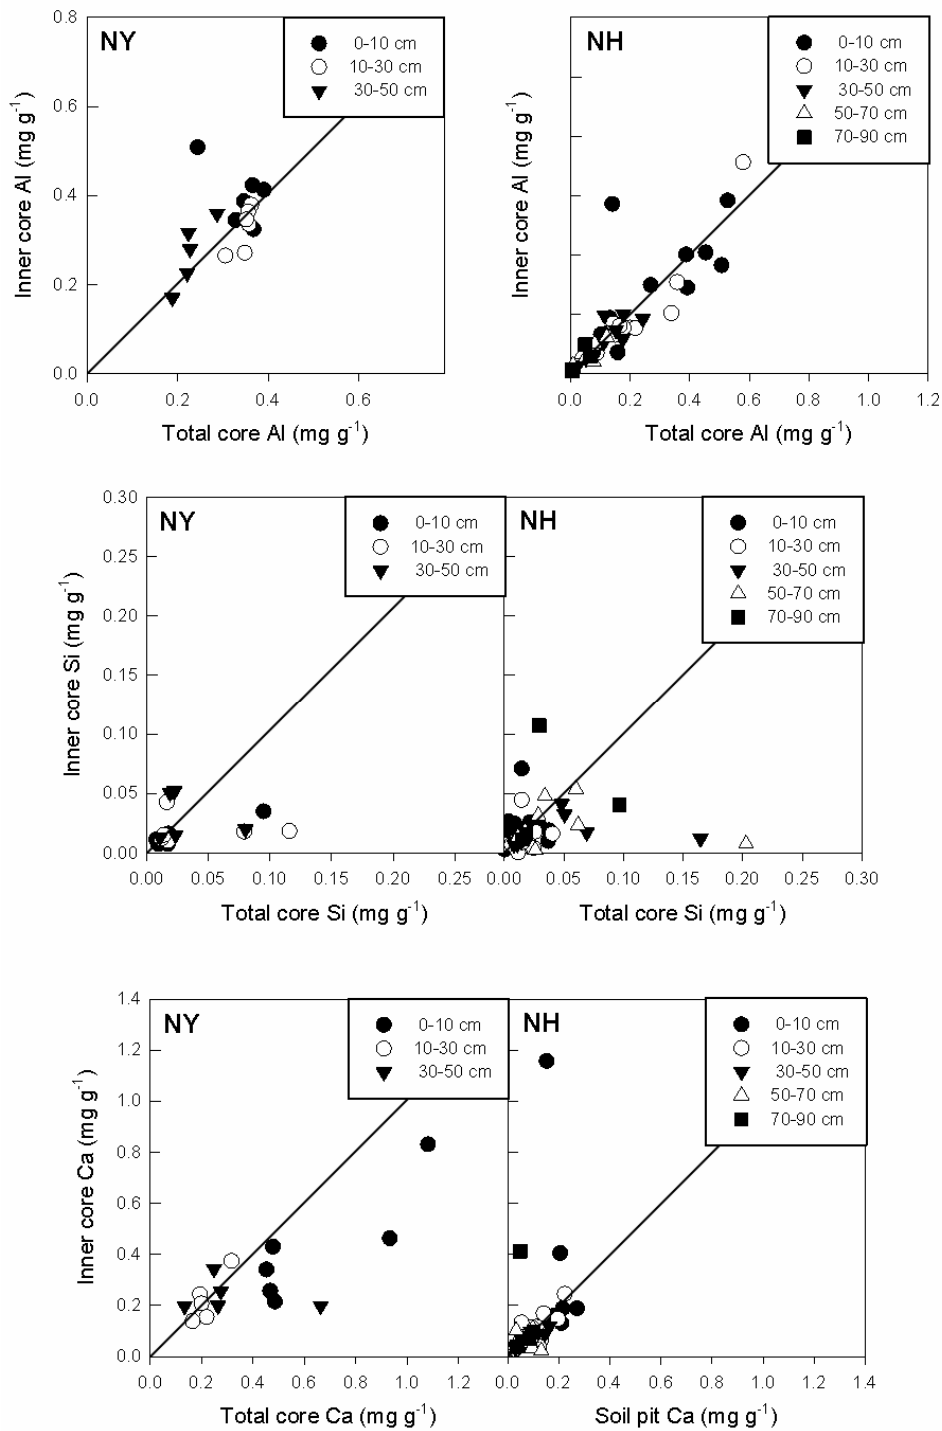 NY
0-10 cm
10-30 cm
30-50 cm
0.8
0.6
0.4
0.2
0.0
Inner core Al (mg g-1)
0.0 0.2 0.4
Total core Al (mg g-1)
NH
0-10 cm
10-30 cm
30-50 cm
50-70 cm
70-90 cm
Inner core Al (mg g-1)
0.0 0.2 0.4 0.6 0.8 1.0 1.2
Total core Al (mg g-1)
NY
0-10 cm
10-30 cm
30-50 cm
0.30
0.25
0.20
0.15
0.10
0.05
0.00
Inner core Si (mg g-1)
0.00 0.05 0.10 0.15 0.20 0.25
Total core Si (mg g-1)
NH
0-10 cm
10-30 cm
30-50 cm
50-70 cm
70-90 cm
0.00 0.05 0.10 0.15 0.20 0.25 0.30
Total core Si (mg g-1)
NY
0-10 cm
10-30 cm
30-50 cm
1.4
1.2
1.0
0.8
0.6
0.4
0.2
0.0
Inner core Ca (mg g-1)
0.0 0.2 0.4 0.6 0.8 1.0 1.2
Total core Ca (mg g-1)
NH
0-10 cm
10-30 cm
30-50 cm
50-70 cm
70-90 cm
0.0 0.2 0.4 0.6 0.8 1.0 1.2 1.4
Soil pit Ca (mg g-1)